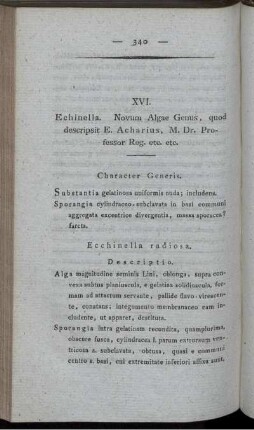 — 340 —
XVI.
Echinella. Novum Algae Genus, quod
descripsit E. Acharius, M. Dr. Pro-
fessor Reg. etc. etc.
Character Generis.
Substantia gelatinosa uniformis nuda; includens.
Sporangia cylindraceo-subclavata in basi communi
aggregata excentrice divergentia, massa sporacea
farcta.
Ecchinella radiosa.
Descriptio.
Alga magnitudine seminis Lini, oblonga, supra con-
vexa subtus planiuscula, e gelatina solidiuscula, for-
mam ad attactum servante, pallide flavo-virescen-
te, constans; integumento membranaceo eam in-
cludente, ut apparet, destituta.
Sporangia intra gelatinam recondita, quamplurima,
obscure fusca, cylindracea l. parum extrorsum ven-
tricosa s. subclavata, obtusa, quasi e communi
centro s. basi, cui extremitate inferiori affixa sunt,